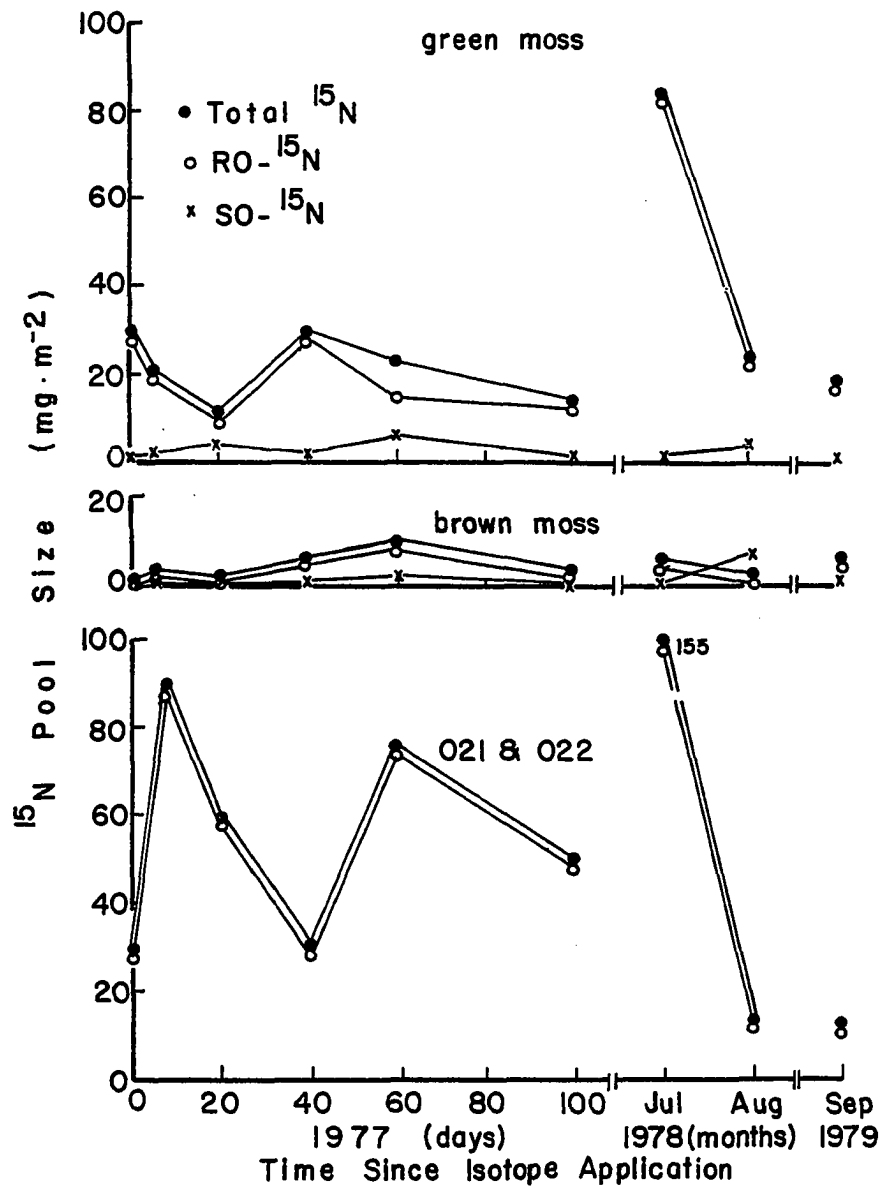 100
green moss
● Total ¹⁵N
80
○ RO-¹⁵N
60
x SO-¹⁵N
40
20
0
20
brown moss
0
¹⁵N Pool Size (mg·m⁻²)
100
155
80
O21 & O22
60
40
20
0
0 20 40 60 80 100 Jul Aug Sep
1977 (days) 1978(months) 1979
Time Since Isotope Application